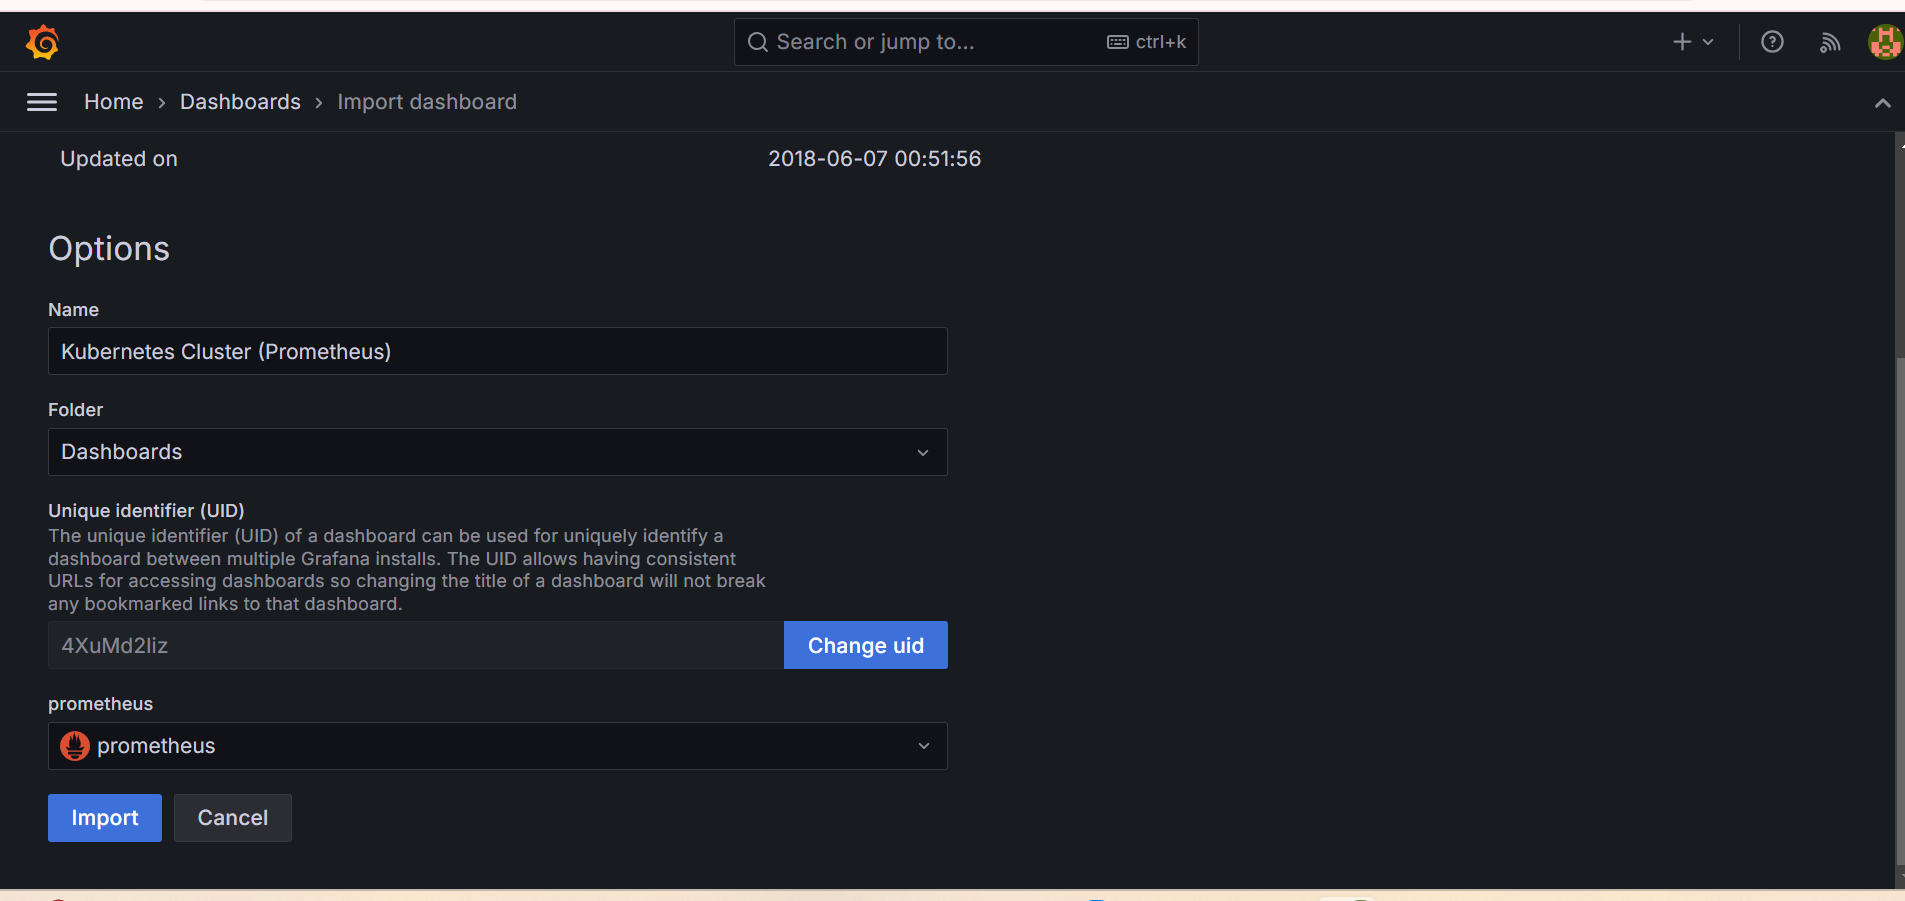 Search or jump to...
ctrl+k
Home > Dashboards > Import dashboard
Updated on
2018-06-07 00:51:56
Options
Name
Kubernetes Cluster (Prometheus)
Folder
Dashboards
Unique identifier (UID)
The unique identifier (UID) of a dashboard can be used for uniquely identify a
dashboard between multiple Grafana installs. The UID allows having consistent
URLs for accessing dashboards so changing the title of a dashboard will not break
any bookmarked links to that dashboard.
4XuMd2Iiz
Change uid
prometheus
prometheus
Import
Cancel